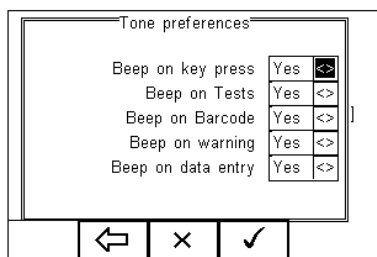 Tone preferences
Beep on key press Yes <>
Beep on Tests Yes <>
Beep on Barcode Yes <>
Beep on warning Yes <>
Beep on data entry Yes <>
]